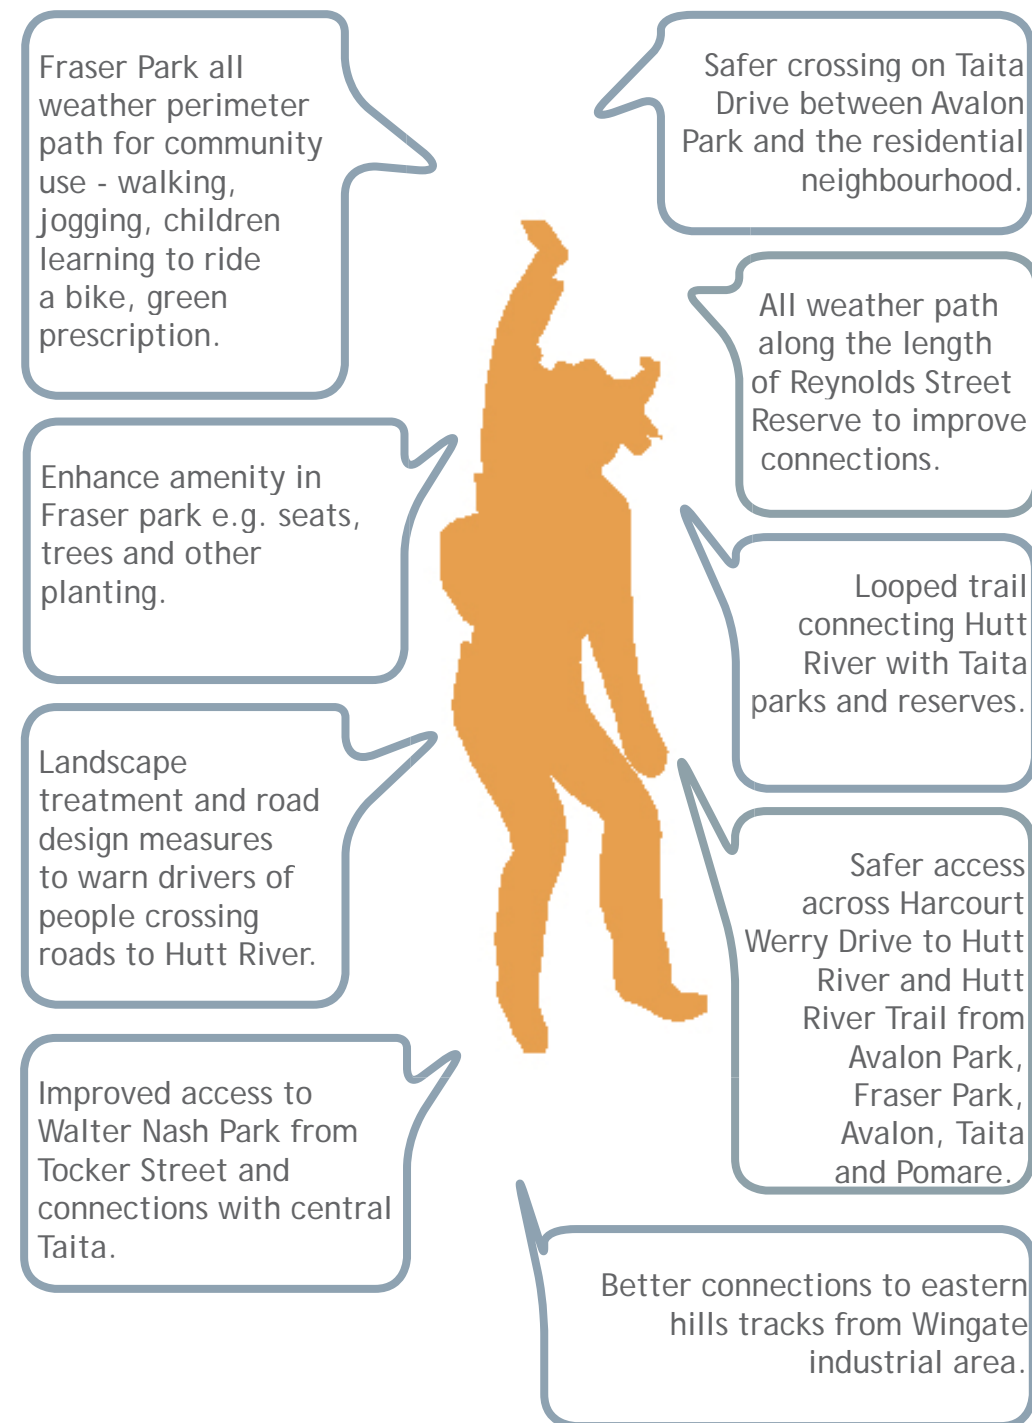 Fraser Park all
weather perimeter
path for community
use - walking,
jogging, children
learning to ride
a bike, green
prescription.
Enhance amenity in
Fraser park e.g. seats,
trees and other
planting.
Landscape
treatment and road
design measures
to warn drivers of
people crossing
roads to Hutt River.
Improved access to
Walter Nash Park from
Tocker Street and
connections with central
Taita.
Safer crossing on Taita
Drive between Avalon
Park and the residential
neighbourhood.
All weather path
along the length
of Reynolds Street
Reserve to improve
connections.
Looped trail
connecting Hutt
River with Taita
parks and reserves.
Safer access
across Harcourt
Werry Drive to Hutt
River and Hutt
River Trail from
Avalon Park,
Fraser Park,
Avalon, Taita
and Pomare.
Better connections to eastern
hills tracks from Wingate
industrial area.